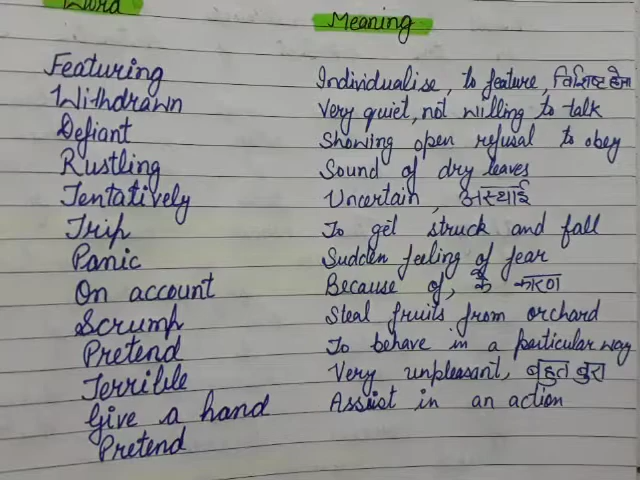 Word Meaning
Featuring Individualise, to feature, विशिष्ट होना
Withdrawn Very quiet, not willing to talk
Defiant Showing open refusal to obey
Rustling Sound of dry leaves
Tentatively Uncertain, अस्थाई
Trip To get struck and fall
Panic Sudden feeling of fear
On account Because of, के कारण
Scrump Steal fruits from orchard
Pretend To behave in a particular way
Terrible Very unpleasant, बहुत बुरा
Give a hand Assist in an action
Pretend